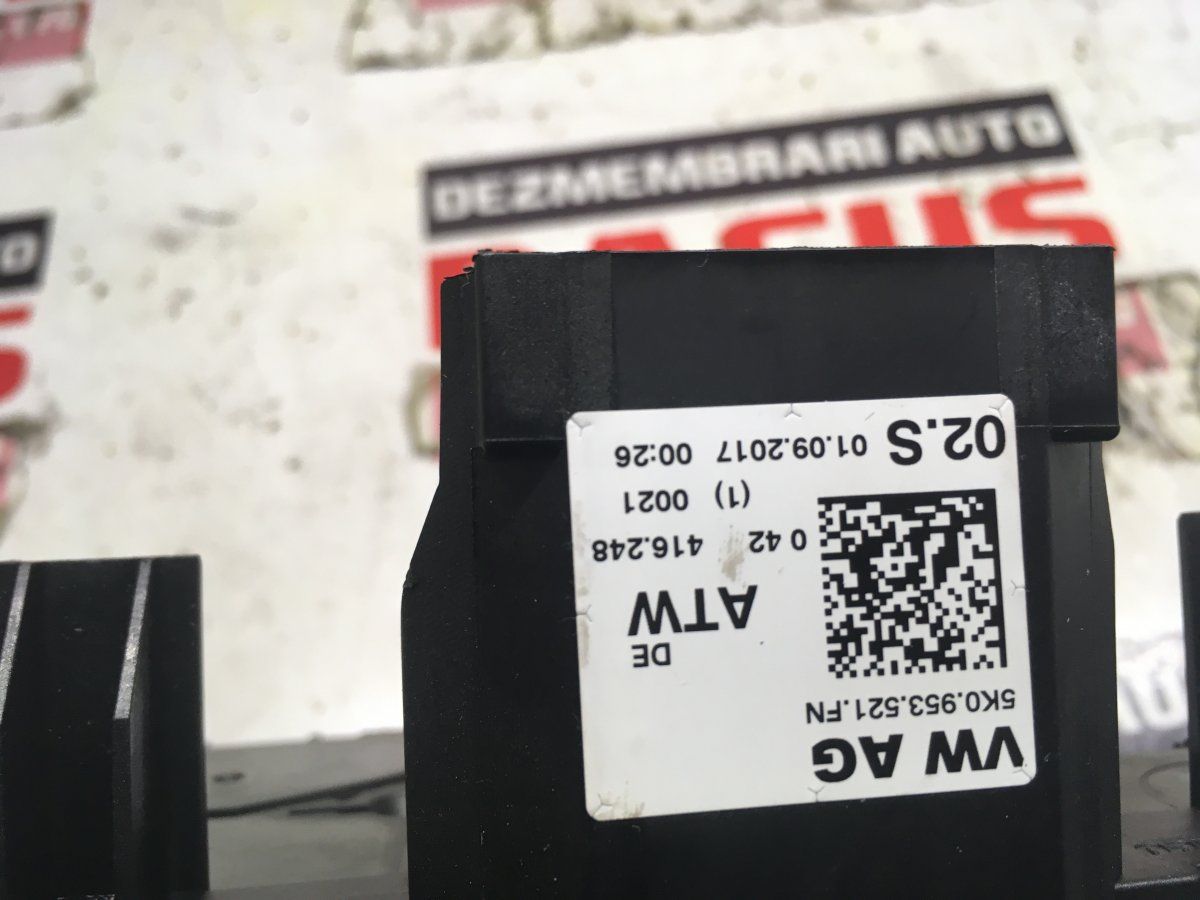 DEZMEMBRARI AUTO
VW AG
5K0.953.521.FN
DE
ATW
0 42 416.248
(1) 0021
02.S 01.09.2017 00:26